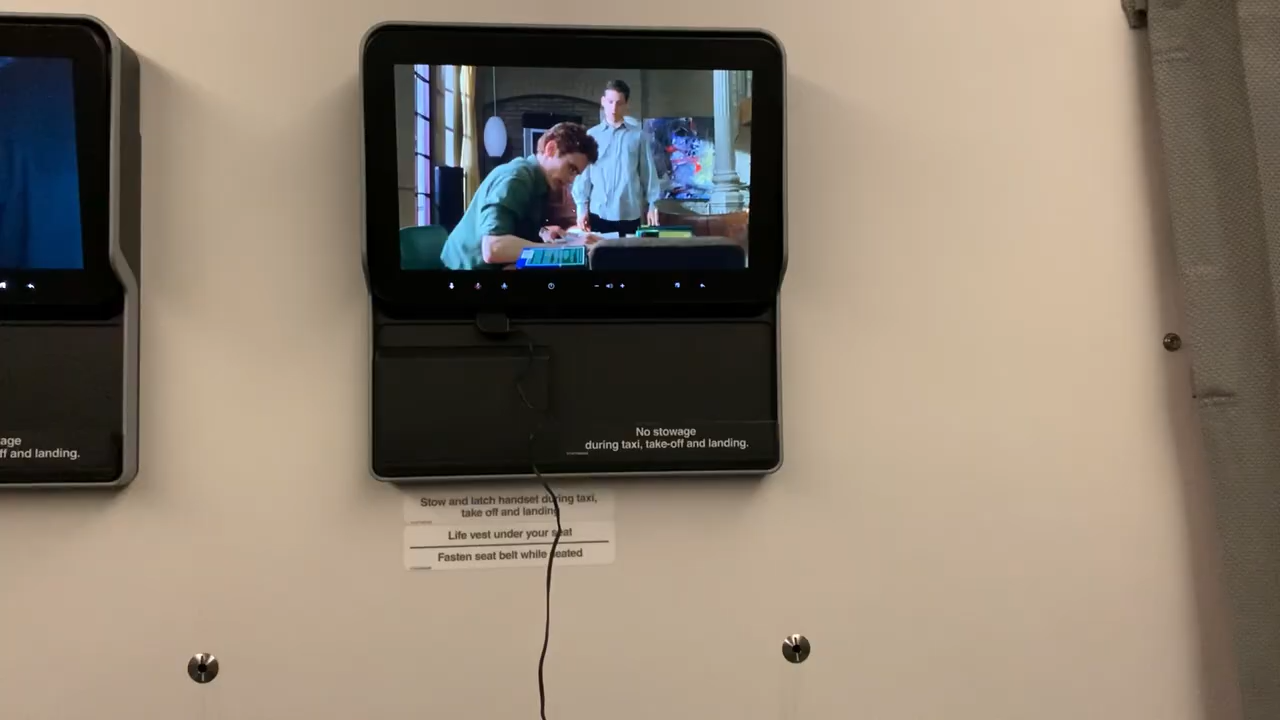 age
ff and landing.
No stowage
during taxi, take-off and landing.
Stow and latch handset during taxi,
take off and landing
Life vest under your seat
Fasten seat belt while seated